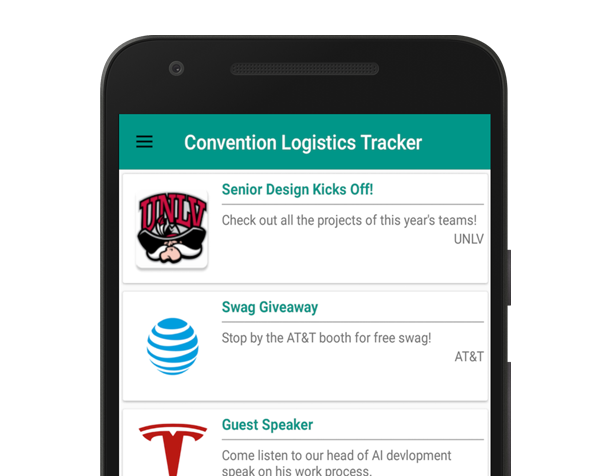 Convention Logistics Tracker
UNLV
Senior Design Kicks Off!
Check out all the projects of this year's teams!
UNLV
Swag Giveaway
Stop by the AT&T booth for free swag!
AT&T
Guest Speaker
Come listen to our head of AI devlopment
speak on his work process.